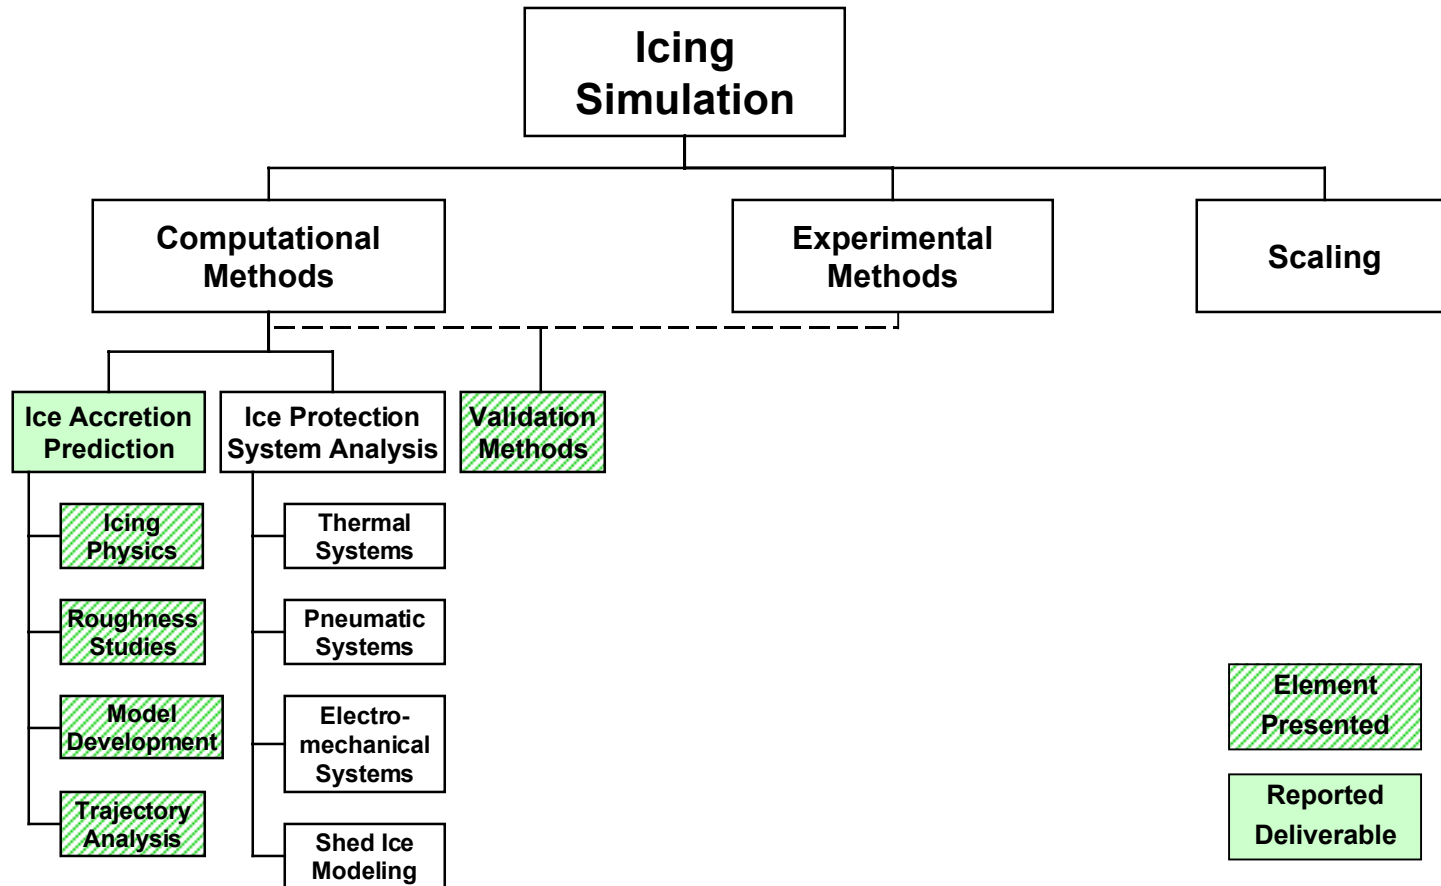 Icing
Simulation
Computational
Methods
Experimental
Methods
Scaling
Ice Accretion
Prediction
Ice Protection
System Analysis
Validation
Methods
Icing
Physics
Roughness
Studies
Model
Development
Trajectory
Analysis
Thermal
Systems
Pneumatic
Systems
Electro-
mechanical
Systems
Shed Ice
Modeling
Element
Presented
Reported
Deliverable